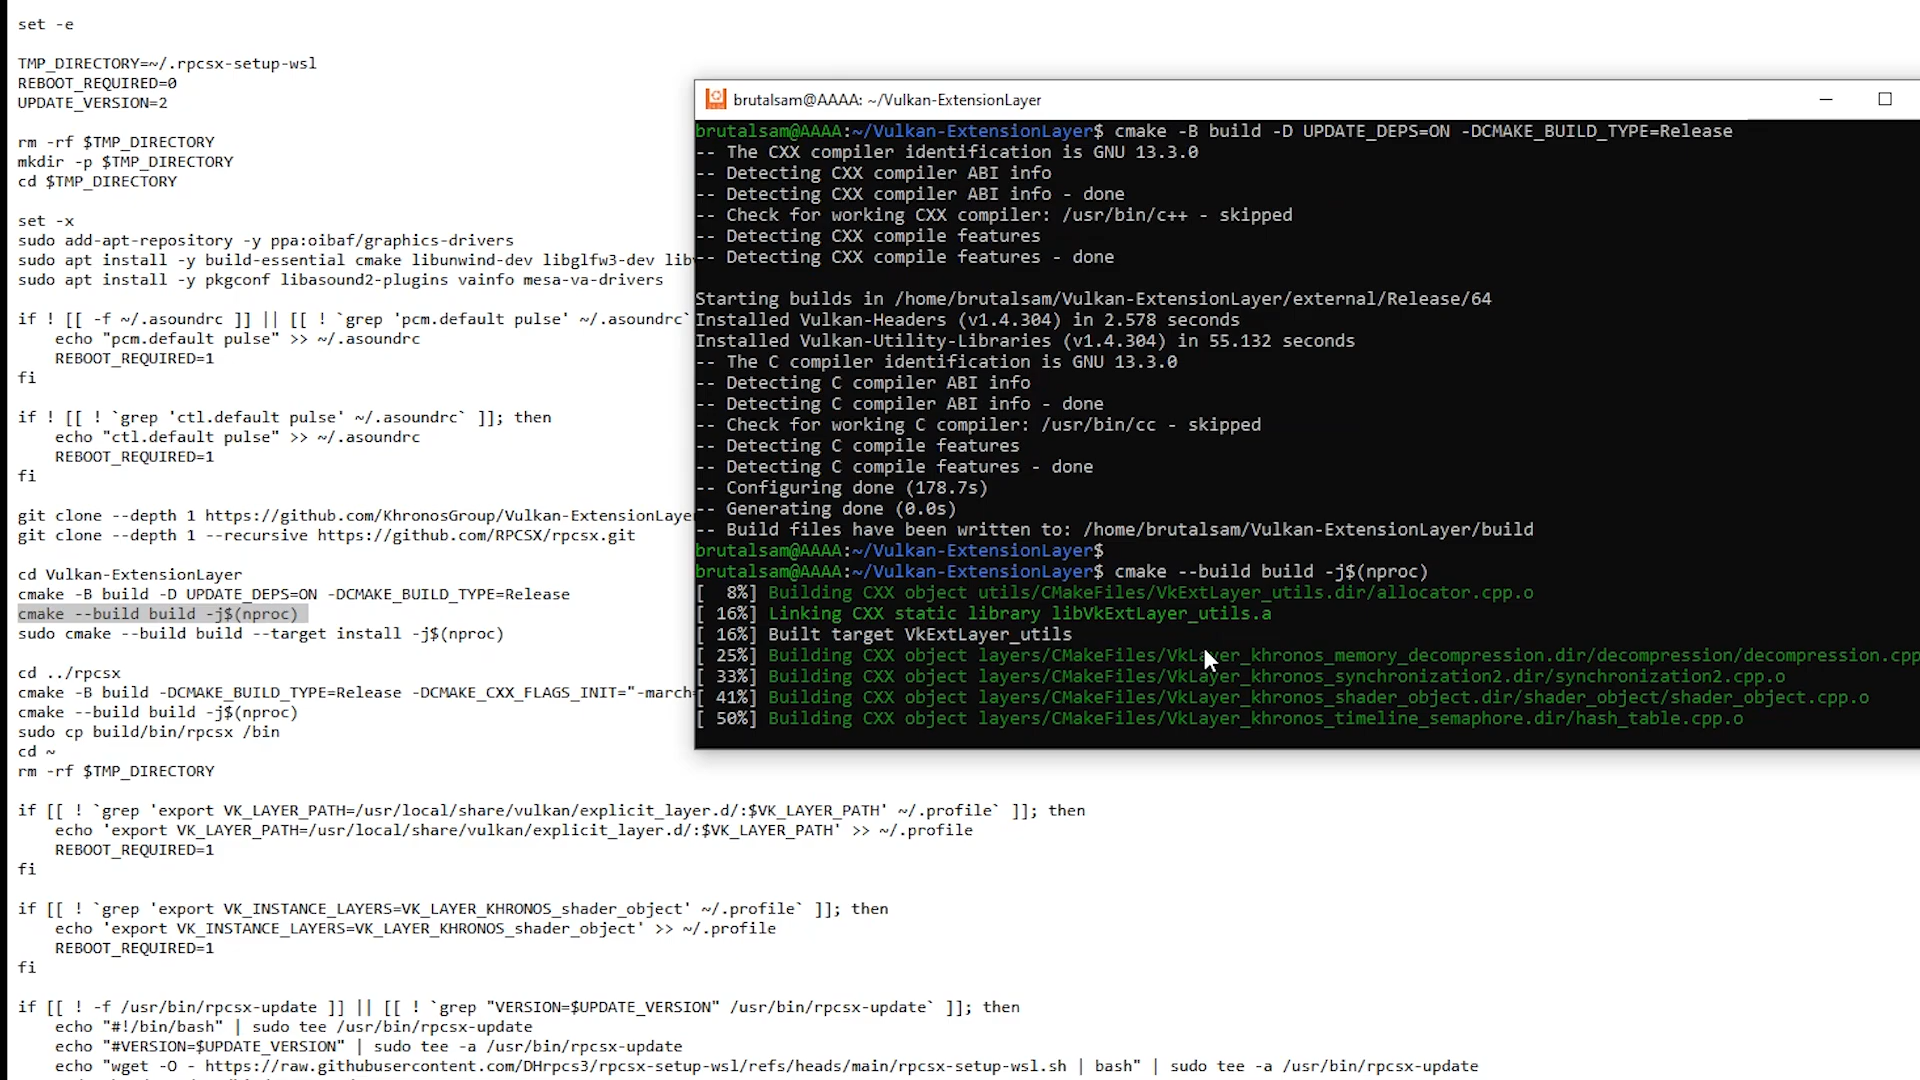 set -e
TMP_DIRECTORY=~/.rpcsx-setup-wsl
REBOOT_REQUIRED=0
UPDATE_VERSION=2
rm -rf $TMP_DIRECTORY
mkdir -p $TMP_DIRECTORY
cd $TMP_DIRECTORY
set -x
sudo add-apt-repository -y ppa:oibaf/graphics-drivers
sudo apt install -y build-essential cmake libunwind-dev libglfw3-dev lib
sudo apt install -y pkgconf libasound2-plugins vainfo mesa-va-drivers
if ! [[ -f ~/.asoundrc ]] || [[ ! `grep 'pcm.default pulse' ~/.asoundrc`
    echo "pcm.default pulse" >> ~/.asoundrc
    REBOOT_REQUIRED=1
fi
if ! [[ ! `grep 'ctl.default pulse' ~/.asoundrc` ]]; then
    echo "ctl.default pulse" >> ~/.asoundrc
    REBOOT_REQUIRED=1
fi
git clone --depth 1 https://github.com/KhronosGroup/Vulkan-ExtensionLaye
git clone --depth 1 --recursive https://github.com/RPCSX/rpcsx.git
cd Vulkan-ExtensionLayer
cmake -B build -D UPDATE_DEPS=ON -DCMAKE_BUILD_TYPE=Release
cmake --build build -j$(nproc)
sudo cmake --build build --target install -j$(nproc)
cd ../rpcsx
cmake -B build -DCMAKE_BUILD_TYPE=Release -DCMAKE_CXX_FLAGS_INIT="-march=
cmake --build build -j$(nproc)
sudo cp build/bin/rpcsx /bin
cd ~
rm -rf $TMP_DIRECTORY
if [[ ! `grep 'export VK_LAYER_PATH=/usr/local/share/vulkan/explicit_layer.d/:$VK_LAYER_PATH' ~/.profile` ]]; then
    echo 'export VK_LAYER_PATH=/usr/local/share/vulkan/explicit_layer.d/:$VK_LAYER_PATH' >> ~/.profile
    REBOOT_REQUIRED=1
fi
if [[ ! `grep 'export VK_INSTANCE_LAYERS=VK_LAYER_KHRONOS_shader_object' ~/.profile` ]]; then
    echo 'export VK_INSTANCE_LAYERS=VK_LAYER_KHRONOS_shader_object' >> ~/.profile
    REBOOT_REQUIRED=1
fi
if [[ ! -f /usr/bin/rpcsx-update ]] || [[ ! `grep "VERSION=$UPDATE_VERSION" /usr/bin/rpcsx-update` ]]; then
    echo "#!/bin/bash" | sudo tee /usr/bin/rpcsx-update
    echo "#VERSION=$UPDATE_VERSION" | sudo tee -a /usr/bin/rpcsx-update
    echo "wget -O - https://raw.githubusercontent.com/DHrpcs3/rpcsx-setup-wsl/refs/heads/main/rpcsx-setup-wsl.sh | bash" | sudo tee -a /usr/bin/rpcsx-update
brutalsam@AAAA: ~/Vulkan-ExtensionLayer
brutalsam@AAAA:~/Vulkan-ExtensionLayer$ cmake -B build -D UPDATE_DEPS=ON -DCMAKE_BUILD_TYPE=Release
-- The CXX compiler identification is GNU 13.3.0
-- Detecting CXX compiler ABI info
-- Detecting CXX compiler ABI info - done
-- Check for working CXX compiler: /usr/bin/c++ - skipped
-- Detecting CXX compile features
-- Detecting CXX compile features - done
Starting builds in /home/brutalsam/Vulkan-ExtensionLayer/external/Release/64
Installed Vulkan-Headers (v1.4.304) in 2.578 seconds
Installed Vulkan-Utility-Libraries (v1.4.304) in 55.132 seconds
-- The C compiler identification is GNU 13.3.0
-- Detecting C compiler ABI info
-- Detecting C compiler ABI info - done
-- Check for working C compiler: /usr/bin/cc - skipped
-- Detecting C compile features
-- Detecting C compile features - done
-- Configuring done (178.7s)
-- Generating done (0.0s)
-- Build files have been written to: /home/brutalsam/Vulkan-ExtensionLayer/build
brutalsam@AAAA:~/Vulkan-ExtensionLayer$
brutalsam@AAAA:~/Vulkan-ExtensionLayer$ cmake --build build -j$(nproc)
[  8%] Building CXX object utils/CMakeFiles/VkExtLayer_utils.dir/allocator.cpp.o
[ 16%] Linking CXX static library libVkExtLayer_utils.a
[ 16%] Built target VkExtLayer_utils
[ 25%] Building CXX object layers/CMakeFiles/VkLayer_khronos_memory_decompression.dir/decompression/decompression.cpp
[ 33%] Building CXX object layers/CMakeFiles/VkLayer_khronos_synchronization2.dir/synchronization2.cpp.o
[ 41%] Building CXX object layers/CMakeFiles/VkLayer_khronos_shader_object.dir/shader_object/shader_object.cpp.o
[ 50%] Building CXX object layers/CMakeFiles/VkLayer_khronos_timeline_semaphore.dir/hash_table.cpp.o